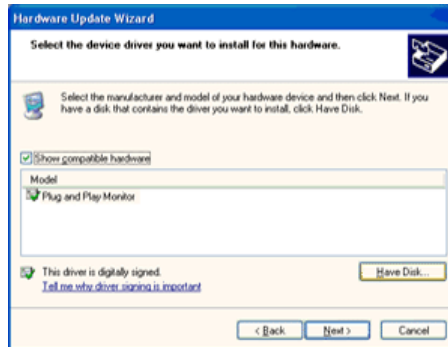 Hardware Update Wizard
Select the device driver you want to install for this hardware.
Select the manufacturer and model of your hardware device and then click Next. If you
have a disk that contains the driver you want to install, click Have Disk.
Show compatible hardware
Model
Plug and Play Monitor
This driver is digitally signed.
Have Disk...
Tell me why driver signing is important
< Back
Next >
Cancel